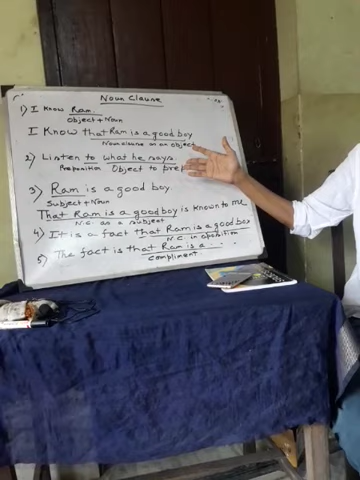 Noun Clause
1) I Know Ram.
Object + Noun
I Know that Ram is a good boy
Noun clause as an object
2) Listen to what he says.
Preposition Object to prep
3) Ram is a good boy
Subject + Noun
That Ram is a good boy is known to me
N.C. as a subject
4) It is a fact that Ram is a good boy
N.C. in aposition
5) The fact is that Ram is a ....
compliment